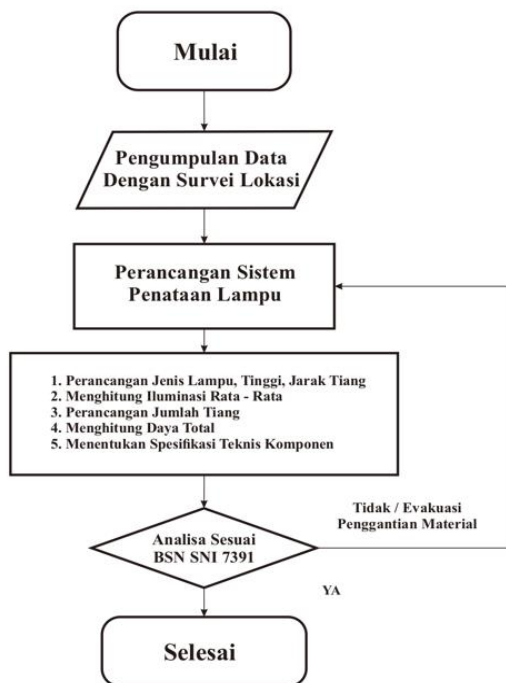 Mulai
Pengumpulan Data
Dengan Survei Lokasi
Perancangan Sistem
Penataan Lampu
1. Perancangan Jenis Lampu, Tinggi, Jarak Tiang
2. Menghitung Iluminasi Rata - Rata
3. Perancangan Jumlah Tiang
4. Menghitung Daya Total
5. Menentukan Spesifikasi Teknis Komponen
Tidak / Evakuasi
Penggantian Material
Analisa Sesuai
BSN SNI 7391
YA
Selesai